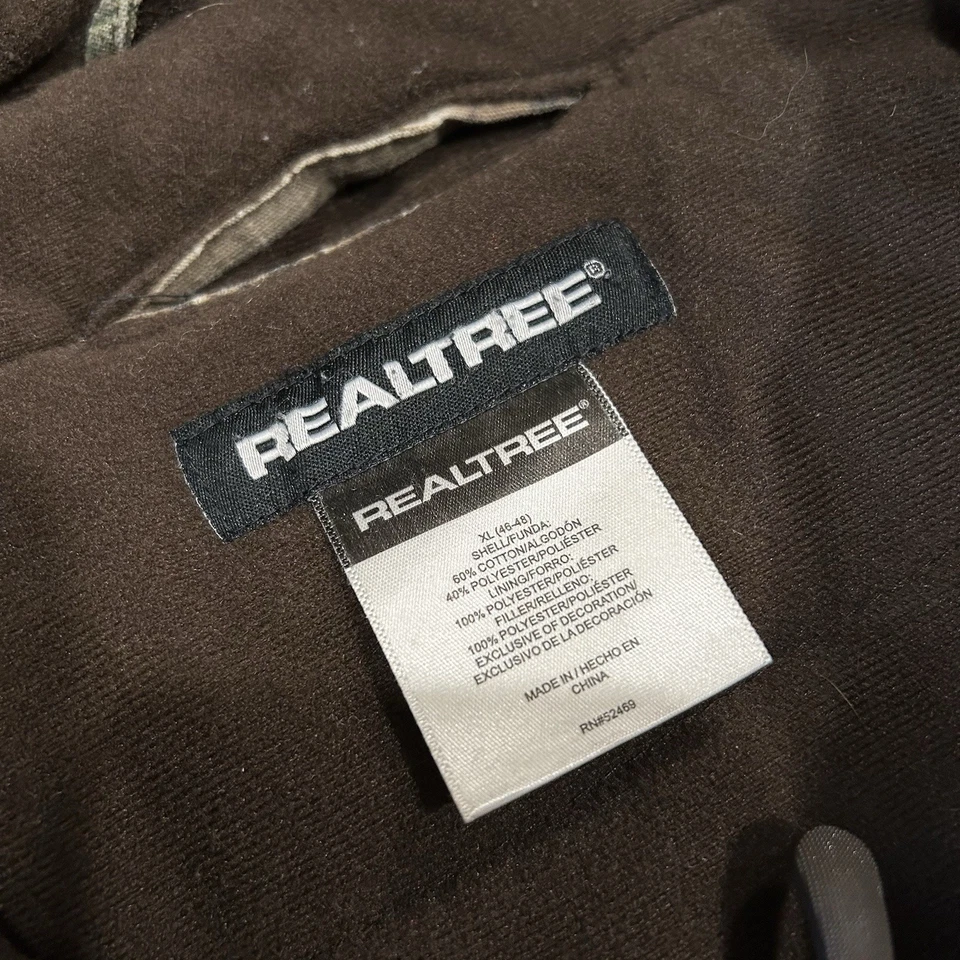 REALTREE®
REALTREE®
XL (46-48)
SHELL/FUNDA:
60% COTTON/ALGODÓN
40% POLYESTER/POLIÉSTER
LINING/FORRO:
100% POLYESTER/POLIÉSTER
FILLER/RELLENO:
100% POLYESTER/POLIÉSTER
EXCLUSIVE OF DECORATION/
EXCLUSIVO DE LA DECORACIÓN
MADE IN / HECHO EN
CHINA
RN#52469